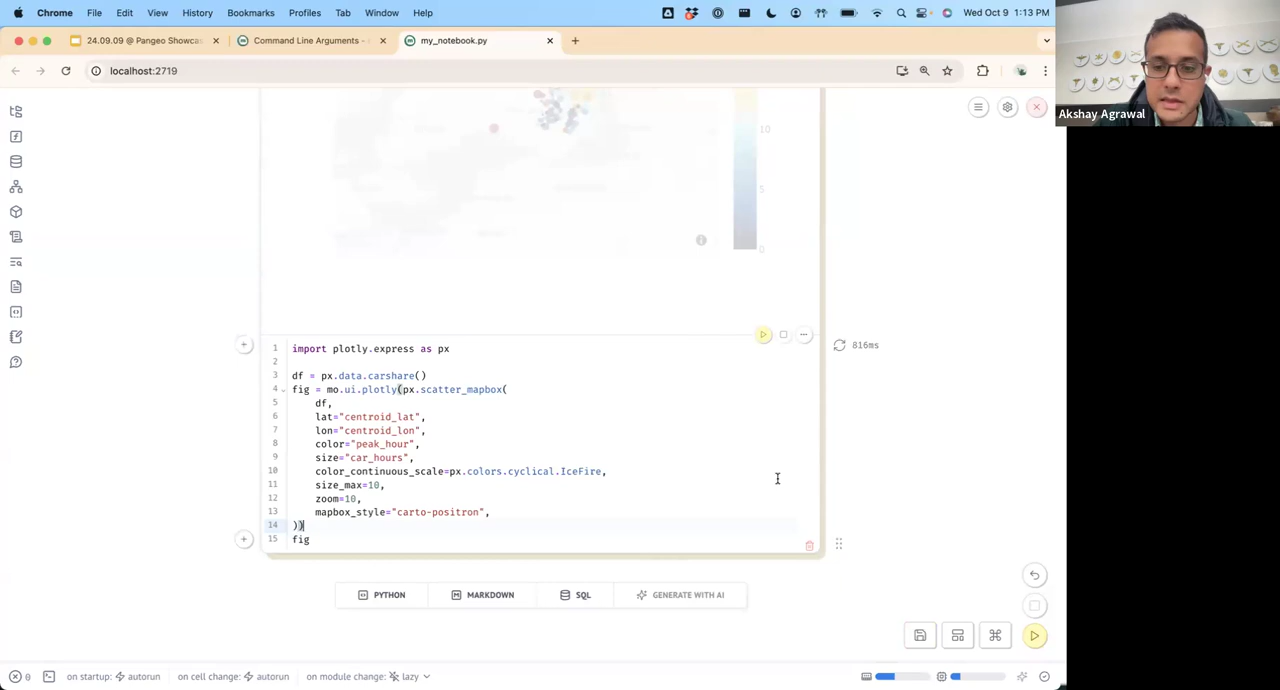 Chrome File Edit View History Bookmarks Profiles Tab Window Help Wed Oct 9 1:13 PM
24.09.09 @ Pangeo Showcas
Command Line Arguments -
my_notebook.py
localhost:2719
Akshay Agrawal
10
5
0
816ms
1 import plotly.express as px
2
3 df = px.data.carshare()
4 fig = mo.ui.plotly(px.scatter_mapbox(
5 df,
6 lat="centroid_lat",
7 lon="centroid_lon",
8 color="peak_hour",
9 size="car_hours",
10 color_continuous_scale=px.colors.cyclical.IceFire,
11 size_max=10,
12 zoom=10,
13 mapbox_style="carto-positron",
14 ))
15 fig
PYTHON MARKDOWN SQL GENERATE WITH AI
0 on startup: autorun on cell change: autorun on module change: lazy